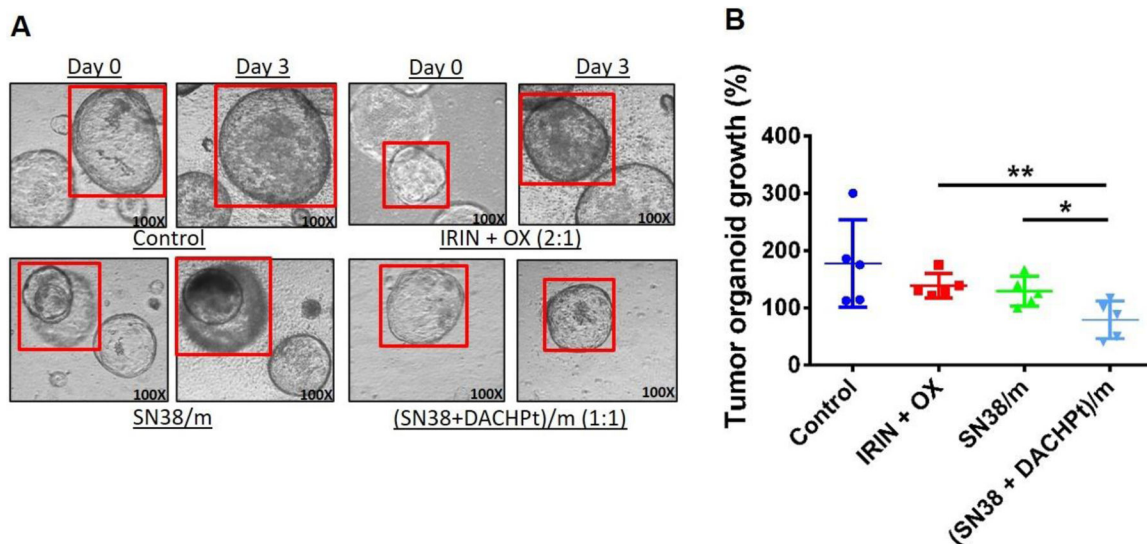 A
Day 0
Day 3
Day 0
Day 3
100X
100X
100X
100X
Control
IRIN + OX (2:1)
100X
100X
100X
100X
SN38/m
(SN38+DACHPt)/m (1:1)
B
Tumor organoid growth (%)
400
300
200
100
0
**
*
Control
IRIN + OX
SN38/m
(SN38 + DACHPt)/m